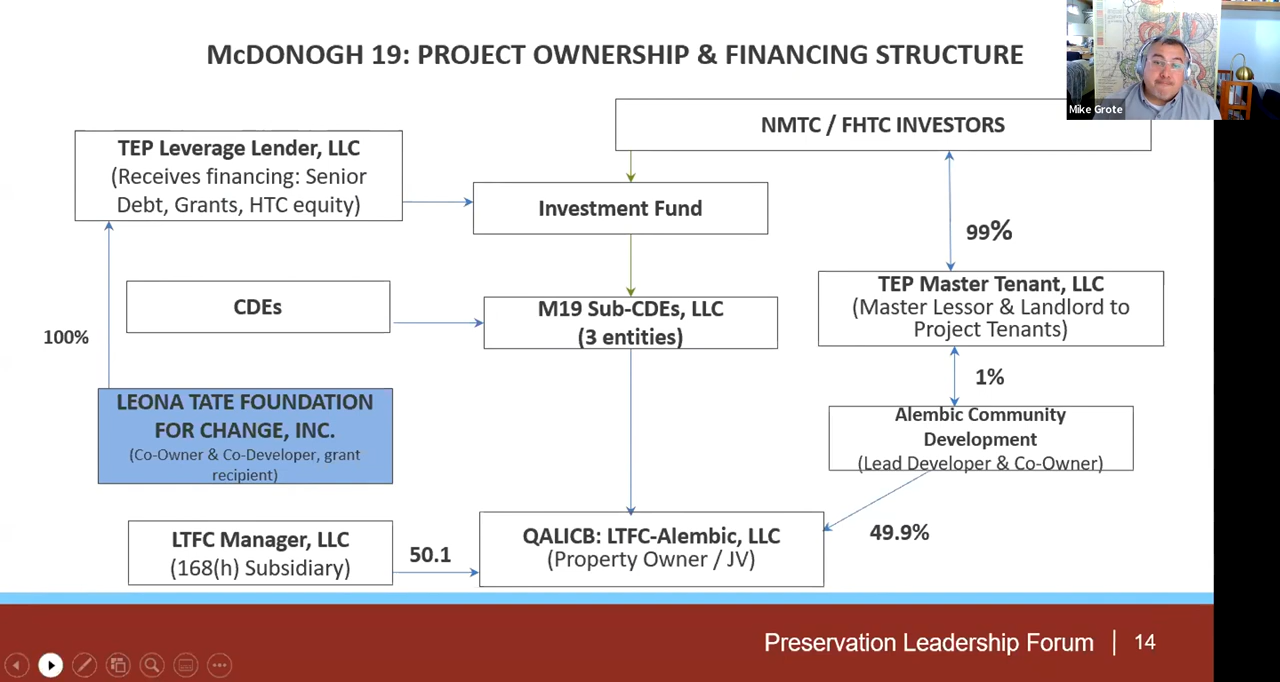 McDONOGH 19: PROJECT OWNERSHIP & FINANCING STRUCTURE
Mike Grote
NMTC / FHTC INVESTORS
TEP Leverage Lender, LLC
(Receives financing: Senior
Debt, Grants, HTC equity)
Investment Fund
99%
TEP Master Tenant, LLC
(Master Lessor & Landlord to
Project Tenants)
CDEs
M19 Sub-CDEs, LLC
(3 entities)
100%
1%
LEONA TATE FOUNDATION
FOR CHANGE, INC.
(Co-Owner & Co-Developer, grant
recipient)
Alembic Community
Development
(Lead Developer & Co-Owner)
49.9%
LTFC Manager, LLC
(168(h) Subsidiary)
50.1
QALICB: LTFC-Alembic, LLC
(Property Owner / JV)
Preservation Leadership Forum | 14